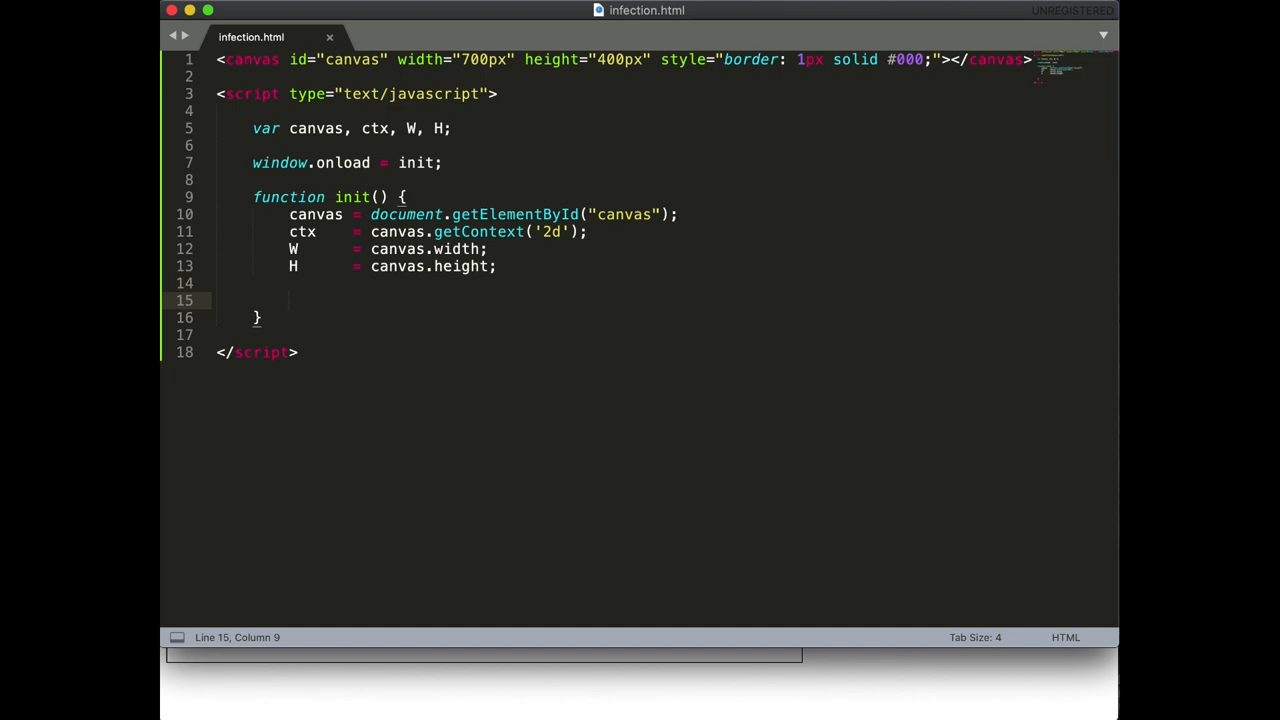 infection.html
UNREGISTERED
infection.html
1 <canvas id="canvas" width="700px" height="400px" style="border: 1px solid #000;"></canvas>
2
3 <script type="text/javascript">
4
5     var canvas, ctx, W, H;
6
7     window.onload = init;
8
9     function init() {
10         canvas = document.getElementById("canvas");
11         ctx    = canvas.getContext('2d');
12         W      = canvas.width;
13         H      = canvas.height;
14
15
16     }
17
18 </script>
Line 15, Column 9
Tab Size: 4
HTML